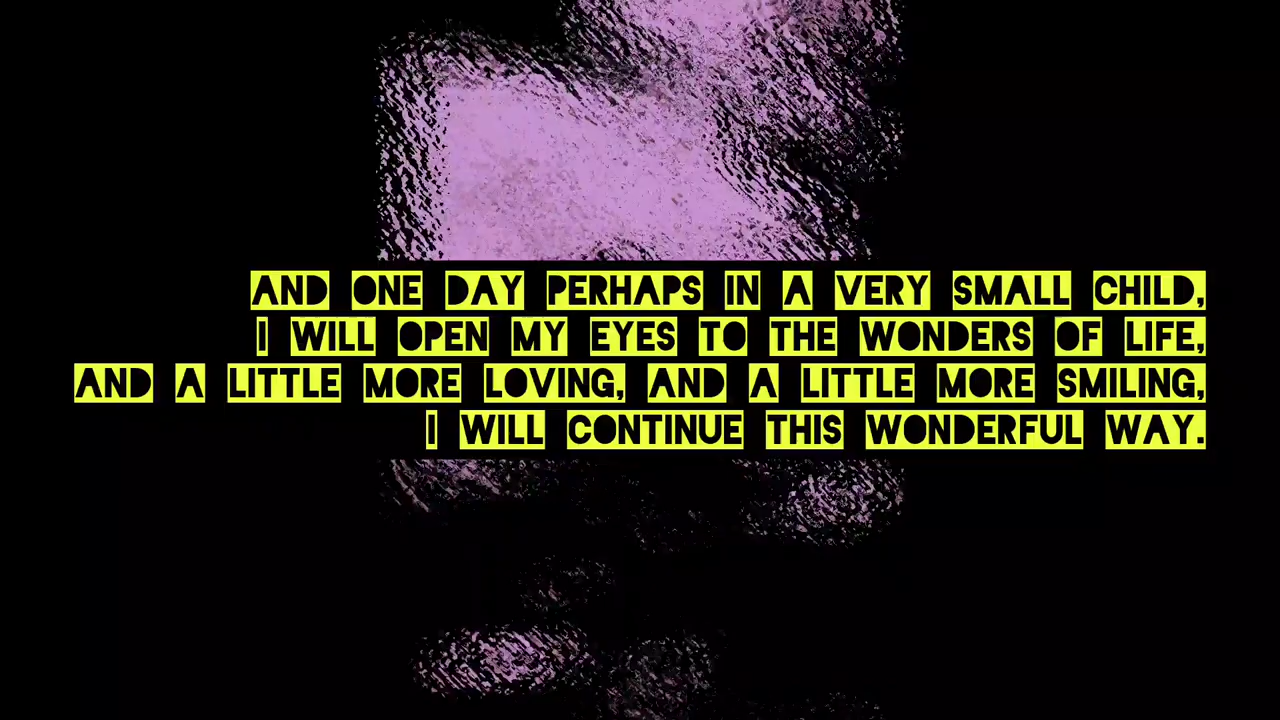 AND ONE DAY PERHAPS IN A VERY SMALL CHILD,
I WILL OPEN MY EYES TO THE WONDERS OF LIFE,
AND A LITTLE MORE LOVING, AND A LITTLE MORE SMILING,
I WILL CONTINUE THIS WONDERFUL WAY.